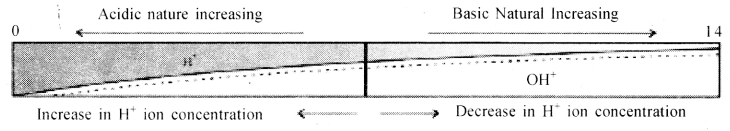 Acidic nature increasing Basic Natural Increasing
0 14
H⁺
OH⁺
Increase in H⁺ ion concentration Decrease in H⁺ ion concentration